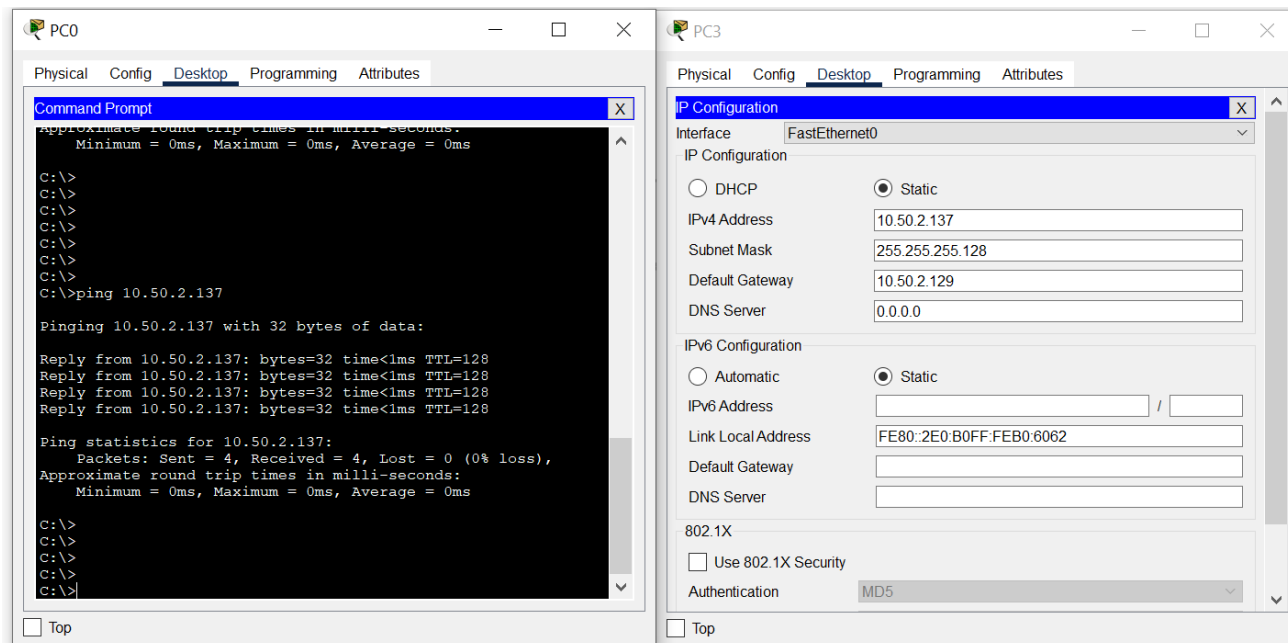 PC0
Physical Config Desktop Programming Attributes
Command Prompt X
Approximate round trip times in milli-seconds:
Minimum = 0ms, Maximum = 0ms, Average = 0ms
C:\>
C:\>
C:\>
C:\>
C:\>
C:\>
C:\>
C:\>ping 10.50.2.137
Pinging 10.50.2.137 with 32 bytes of data:
Reply from 10.50.2.137: bytes=32 time<1ms TTL=128
Reply from 10.50.2.137: bytes=32 time<1ms TTL=128
Reply from 10.50.2.137: bytes=32 time<1ms TTL=128
Reply from 10.50.2.137: bytes=32 time<1ms TTL=128
Ping statistics for 10.50.2.137:
Packets: Sent = 4, Received = 4, Lost = 0 (0% loss),
Approximate round trip times in milli-seconds:
Minimum = 0ms, Maximum = 0ms, Average = 0ms
C:\>
C:\>
C:\>
C:\>
C:\>
Top
PC3
Physical Config Desktop Programming Attributes
IP Configuration X
Interface FastEthernet0
IP Configuration
DHCP Static
IPv4 Address 10.50.2.137
Subnet Mask 255.255.255.128
Default Gateway 10.50.2.129
DNS Server 0.0.0.0
IPv6 Configuration
Automatic Static
IPv6 Address /
Link Local Address FE80::2E0:B0FF:FEB0:6062
Default Gateway
DNS Server
802.1X
Use 802.1X Security
Authentication MD5
Top